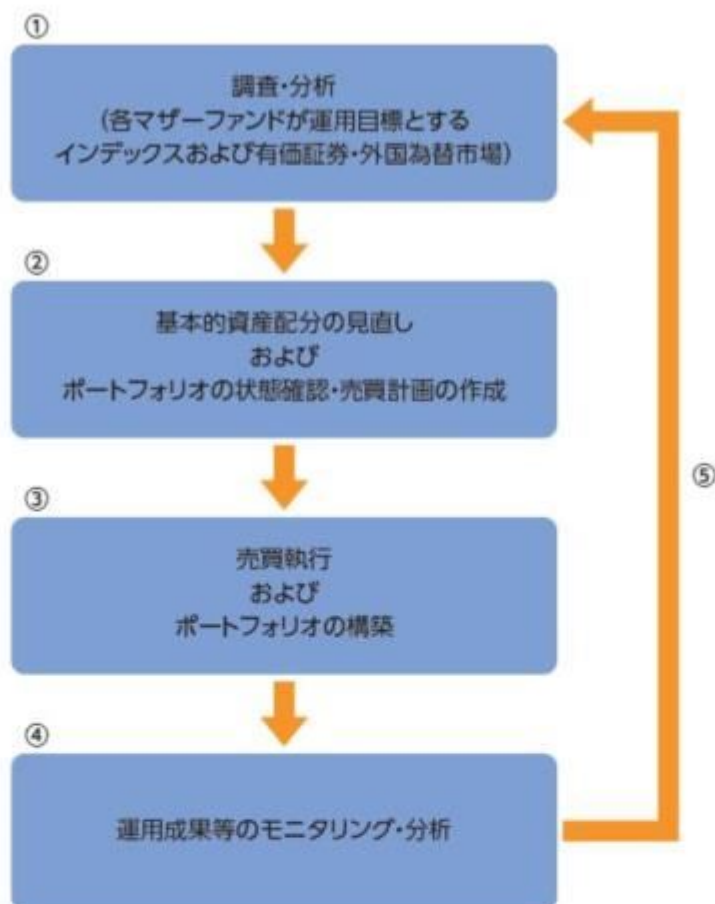 ①
調査・分析
(各マザーファンドが運用目標とする
インデックスおよび有価証券・外国為替市場)
②
基本的資産配分の見直し
および
ポートフォリオの状態確認・売買計画の作成
⑤
③
売買執行
および
ポートフォリオの構築
④
運用成果等のモニタリング・分析